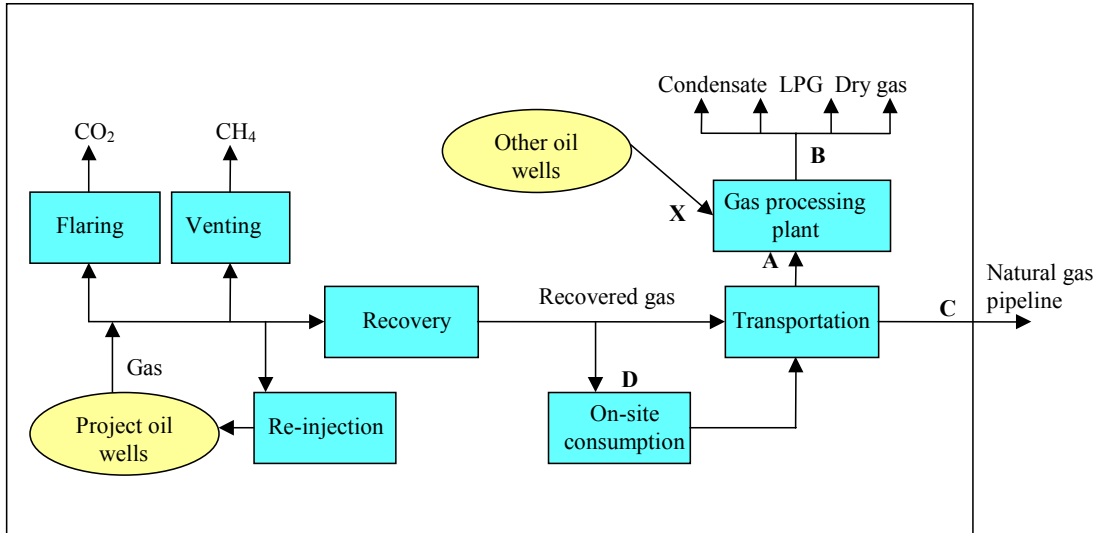 Condensate LPG Dry gas
CO₂
CH₄
Other oil
wells
B
Flaring
Venting
X
Gas processing
plant
A
Natural gas
pipeline
Recovered gas
C
Recovery
Transportation
Gas
D
Project oil
wells
Re-injection
On-site
consumption